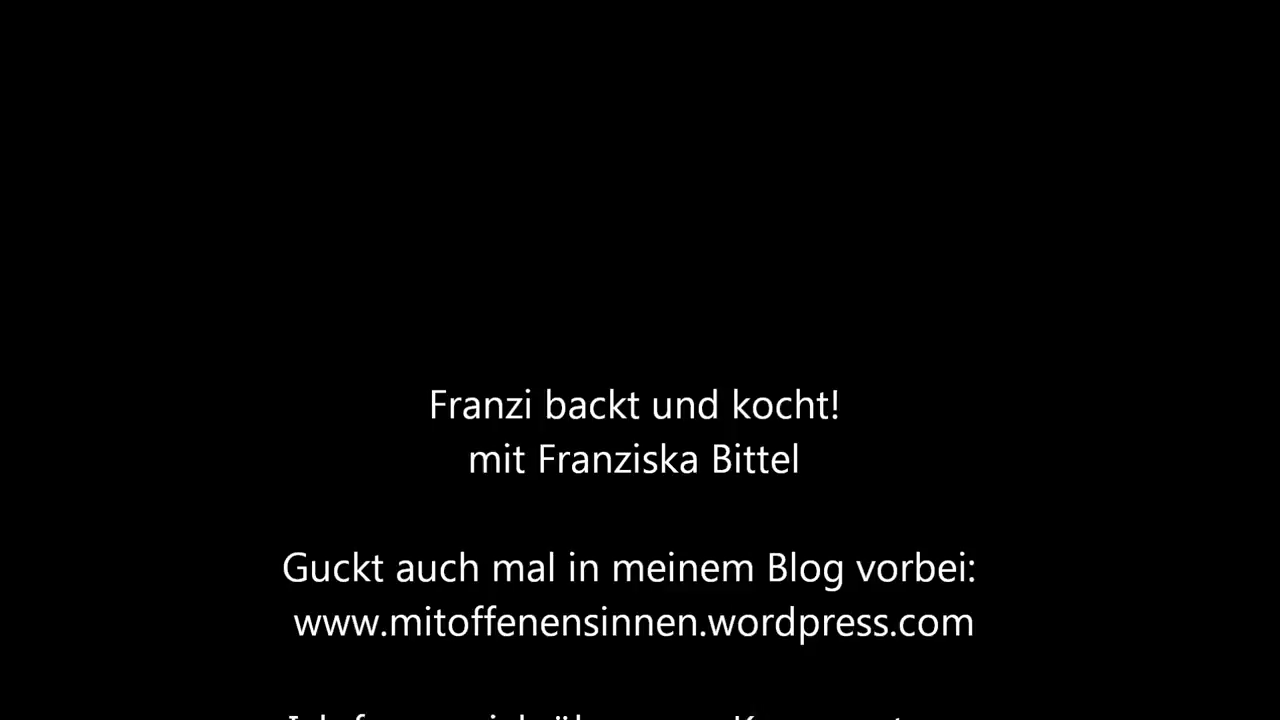 Franzi backt und kocht!
mit Franziska Bittel
Guckt auch mal in meinem Blog vorbei:
www.mitoffenensinnen.wordpress.com